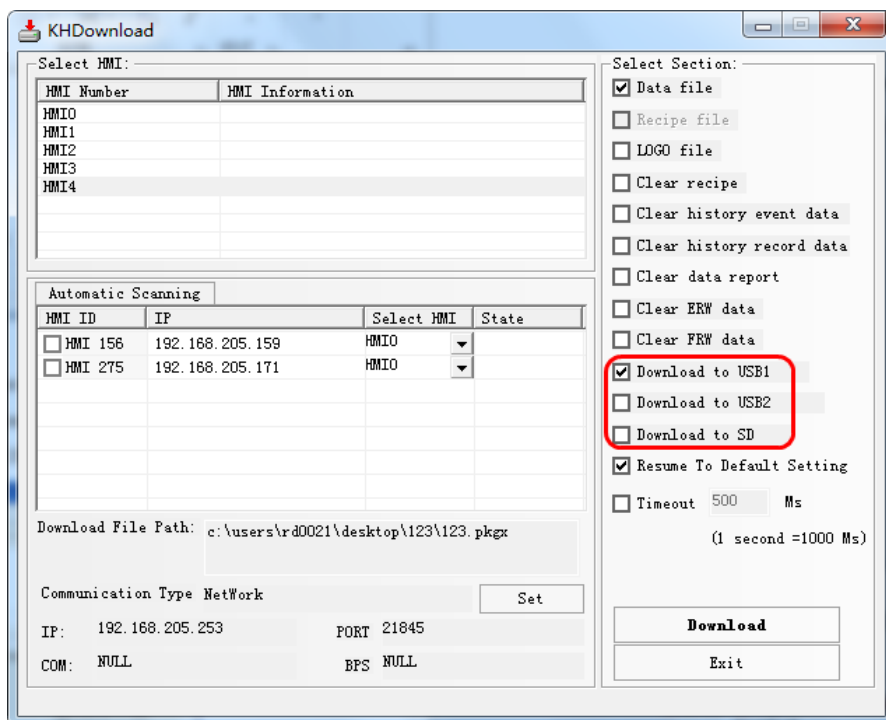 KHDownload
Select HMI:
HMI Number HMI Information
HMI0
HMI1
HMI2
HMI3
HMI4
Automatic Scanning
HMI ID IP Select HMI State
HMI 156 192.168.205.159 HMI0
HMI 275 192.168.205.171 HMI0
Download File Path: c:\users\rd0021\desktop\123\123.pkgx
Communication Type NetWork Set
IP: 192.168.205.253 PORT 21845
COM: NULL BPS NULL
Select Section:
Data file
Recipe file
LOGO file
Clear recipe
Clear history event data
Clear history record data
Clear data report
Clear ERW data
Clear FRW data
Download to USB1
Download to USB2
Download to SD
Resume To Default Setting
Timeout 500 Ms
(1 second =1000 Ms)
Download
Exit